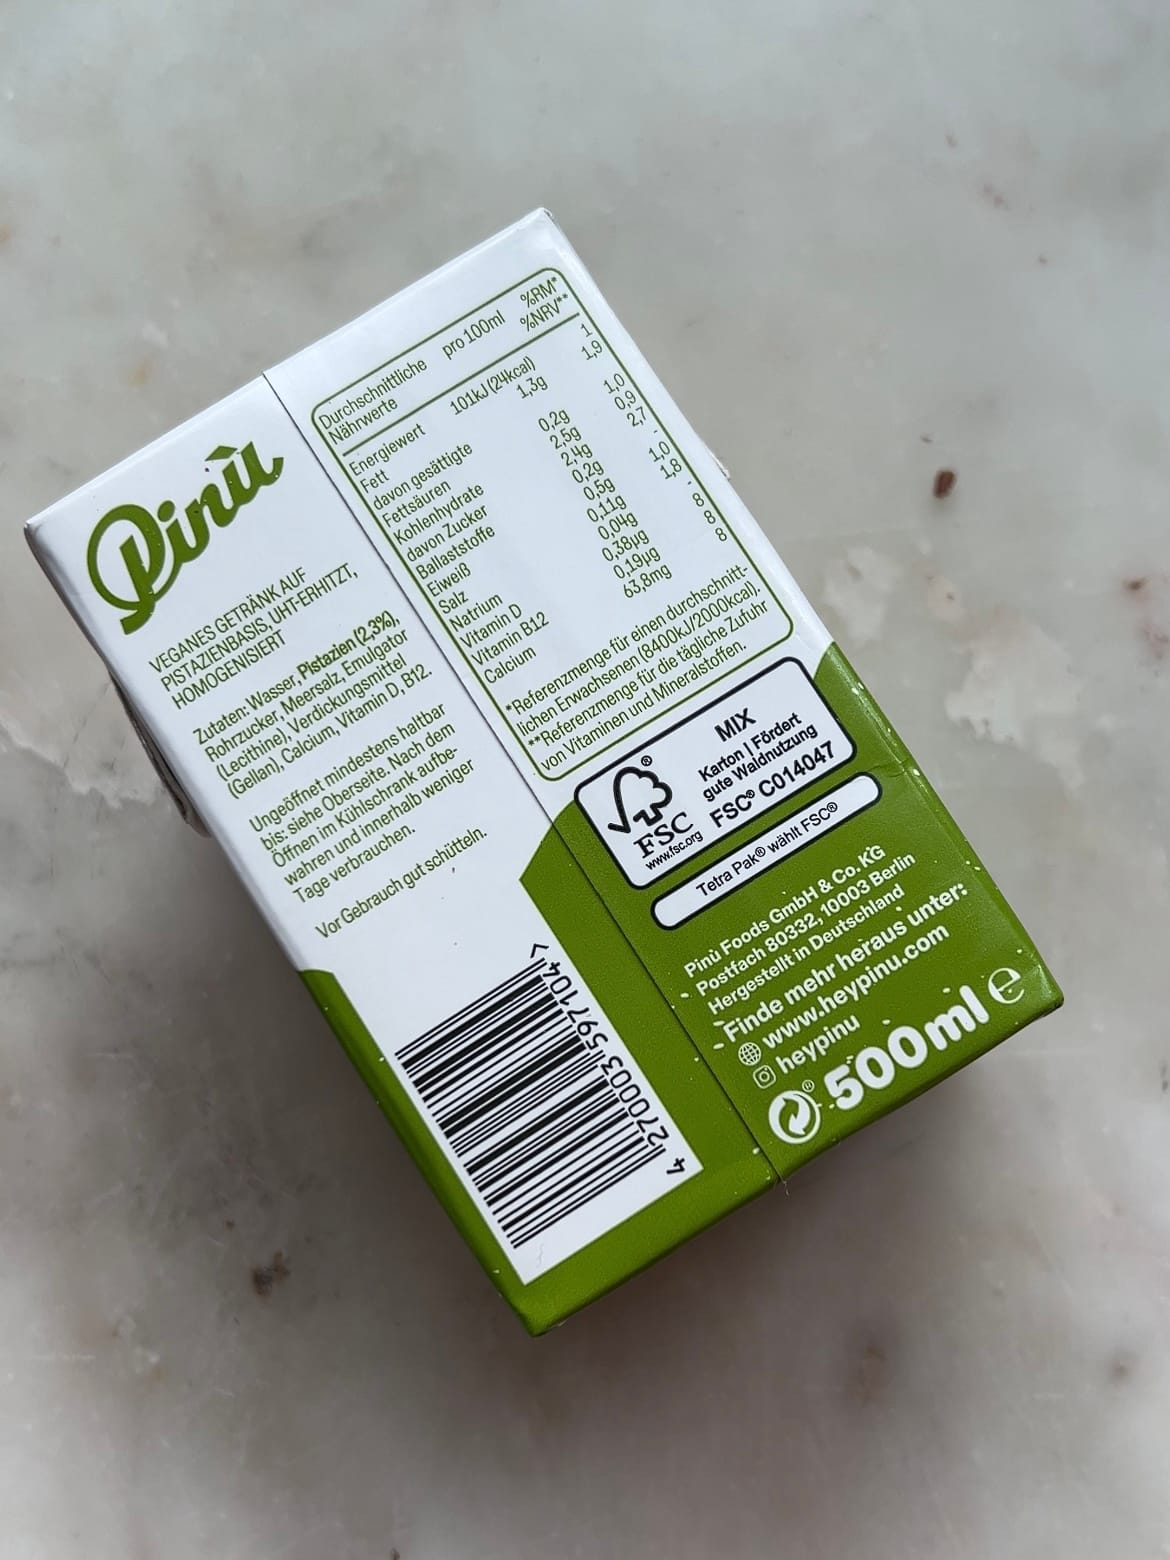 Pinù
VEGANES GETRÄNK AUF
PISTAZIENBASIS, UHT-ERHITZT,
HOMOGENISIERT
Zutaten: Wasser, Pistazien (2,3%),
Rohrzucker, Meersalz, Emulgator
(Lecithine), Verdickungsmittel
(Gellan), Calcium, Vitamin D, B12.
Ungeöffnet mindestens haltbar
bis: siehe Oberseite. Nach dem
Öffnen im Kühlschrank aufbe-
wahren und innerhalb weniger
Tage verbrauchen.
Vor Gebrauch gut schütteln.
4 270003 597104 >
Durchschnittliche pro 100ml %RM*
Nährwerte %NRV**
Energiewert 101kJ (24kcal) 1
Fett 1,3g 1,9
davon gesättigte
Fettsäuren 0,2g 1,0
Kohlenhydrate 2,5g 0,9
davon Zucker 2,4g 2,7
Ballaststoffe 0,2g -
Eiweiß 0,5g 1,0
Salz 0,11g 1,8
Natrium 0,04g -
Vitamin D 0,38µg 8
Vitamin B12 0,19µg 8
Calcium 63,8mg 8
*Referenzmenge für einen durchschnitt-
lichen Erwachsenen (8400kJ/2000kcal),
**Referenzmenge für die tägliche Zufuhr
von Vitaminen und Mineralstoffen.
®
FSC
www.fsc.org
MIX
Karton | Fördert
gute Waldnutzung
FSC® C014047
Tetra Pak® wählt FSC®
Pinù Foods GmbH & Co. KG
Postfach 80332, 10003 Berlin
Hergestellt in Deutschland
Finde mehr heraus unter:
www.heypinu.com
heypinu
® 500ml e